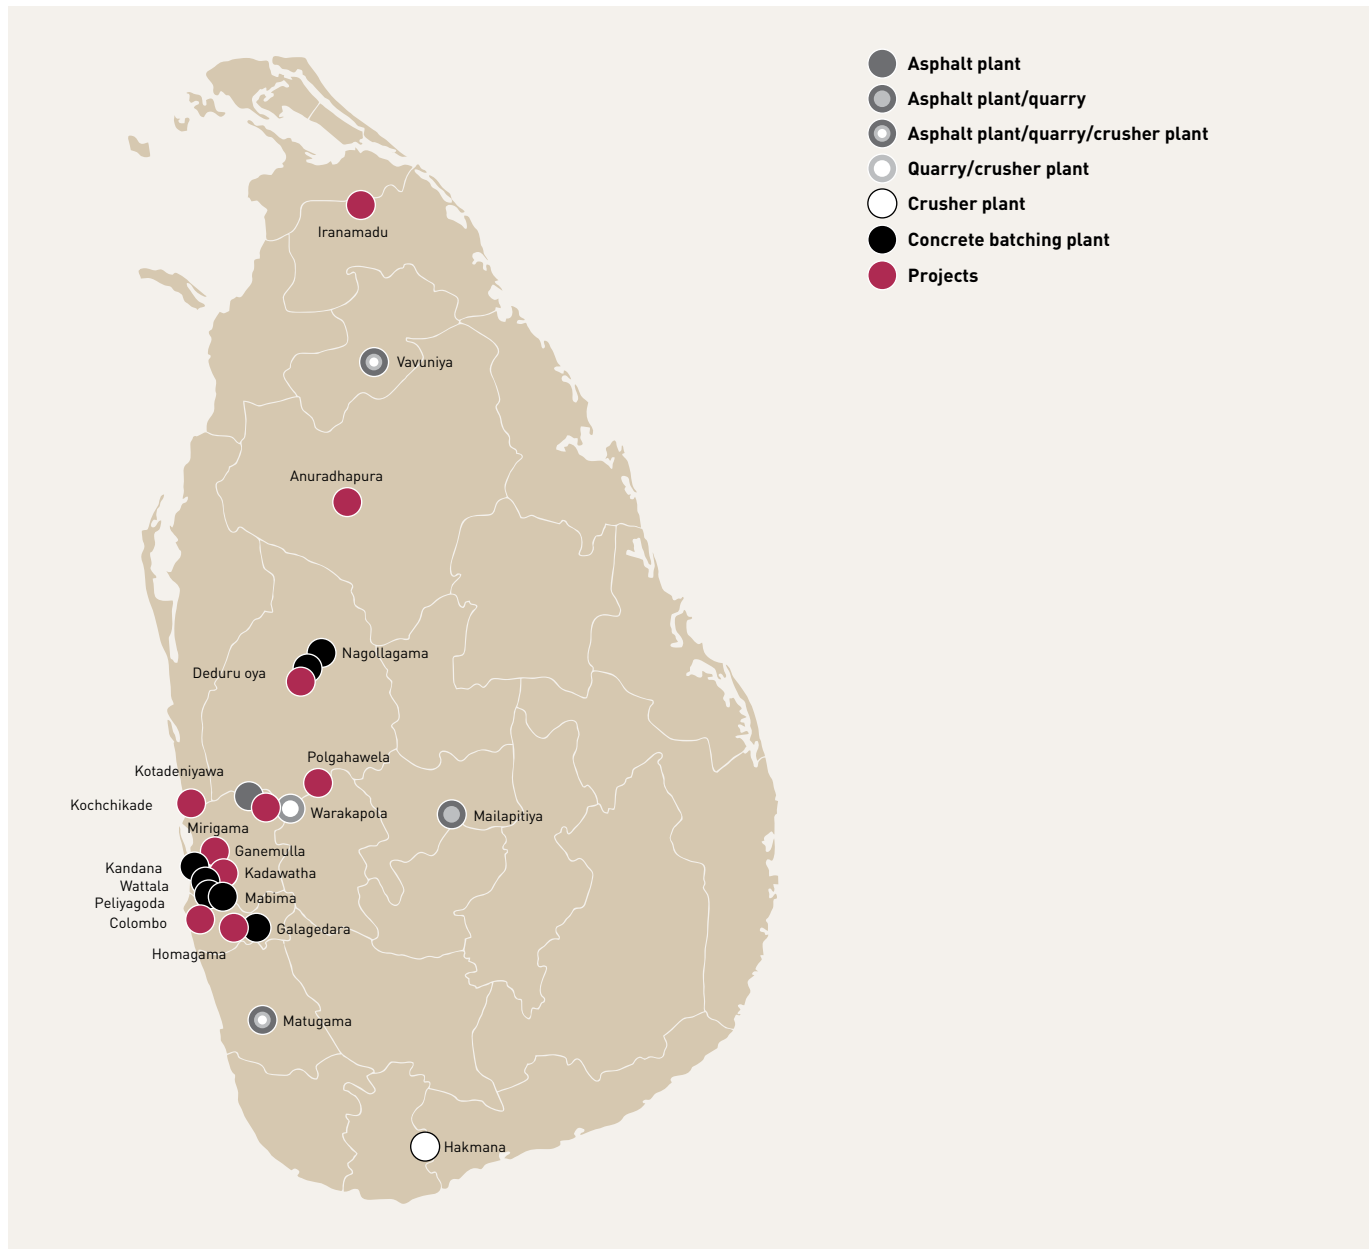 Asphalt plant
Asphalt plant/quarry
Asphalt plant/quarry/crusher plant
Quarry/crusher plant
Crusher plant
Concrete batching plant
Projects
Iranamadu
Vavuniya
Anuradhapura
Nagollagama
Deduru oya
Polgahawela
Kotadeniyawa
Kochchikade
Warakapola
Mailapitiya
Mirigama
Ganemulla
Kandana
Kadawatha
Wattala
Mabima
Peliyagoda
Colombo
Galagedara
Homagama
Matugama
Hakmana